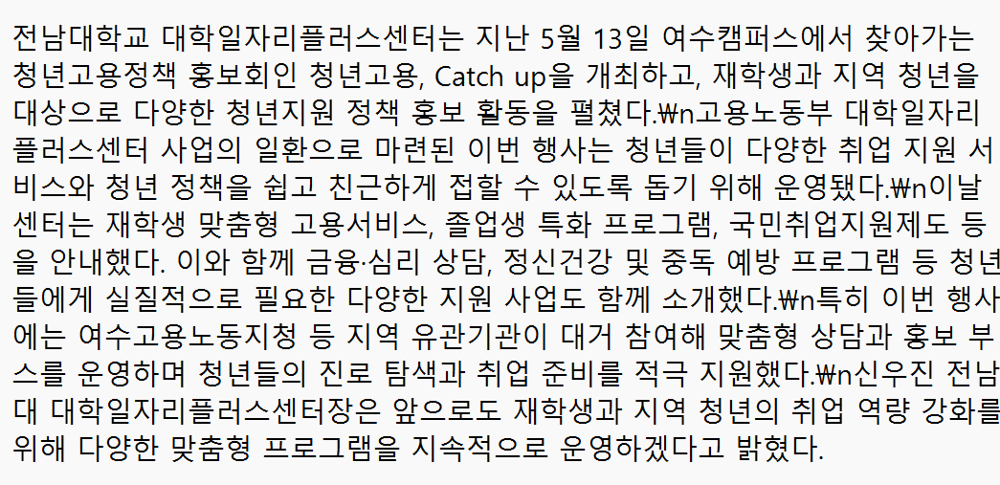 전남대학교 대학일자리플러스센터는 지난 5월 13일 여수캠퍼스에서 찾아가는
청년고용정책 홍보회인 청년고용, Catch up을 개최하고, 재학생과 지역 청년을
대상으로 다양한 청년지원 정책 홍보 활동을 펼쳤다.₩n고용노동부 대학일자리
플러스센터 사업의 일환으로 마련된 이번 행사는 청년들이 다양한 취업 지원 서
비스와 청년 정책을 쉽고 친근하게 접할 수 있도록 돕기 위해 운영됐다.₩n이날
센터는 재학생 맞춤형 고용서비스, 졸업생 특화 프로그램, 국민취업지원제도 등
을 안내했다. 이와 함께 금융·심리 상담, 정신건강 및 중독 예방 프로그램 등 청년
들에게 실질적으로 필요한 다양한 지원 사업도 함께 소개했다.₩n특히 이번 행사
에는 여수고용노동지청 등 지역 유관기관이 대거 참여해 맞춤형 상담과 홍보 부
스를 운영하며 청년들의 진로 탐색과 취업 준비를 적극 지원했다.₩n신우진 전남
대 대학일자리플러스센터장은 앞으로도 재학생과 지역 청년의 취업 역량 강화를
위해 다양한 맞춤형 프로그램을 지속적으로 운영하겠다고 밝혔다.